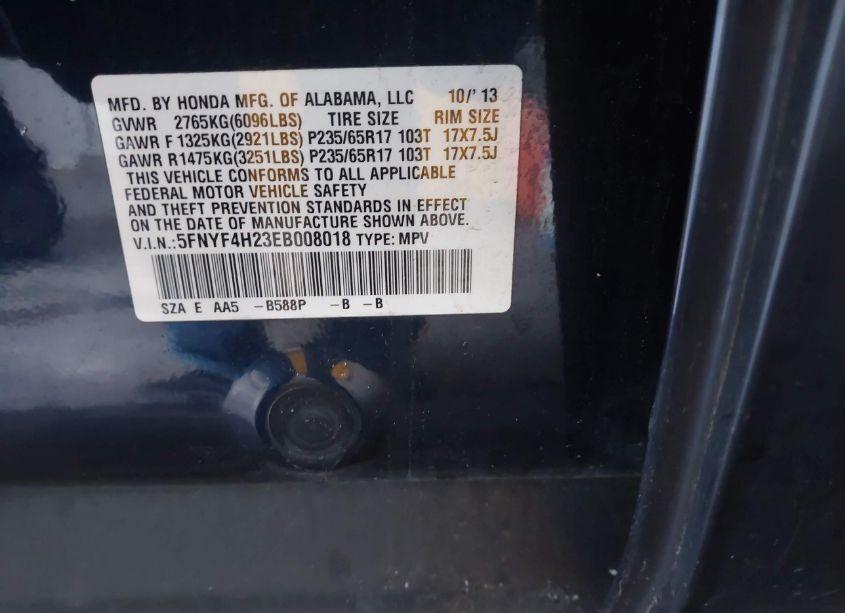 MFD. BY HONDA MFG. OF ALABAMA, LLC 10/'13
GVWR 2765KG(6096LBS) TIRE SIZE RIM SIZE
GAWR F 1325KG(2921LBS) P235/65R17 103T 17X7.5J
GAWR R1475KG(3251LBS) P235/65R17 103T 17X7.5J
THIS VEHICLE CONFORMS TO ALL APPLICABLE
FEDERAL MOTOR VEHICLE SAFETY
AND THEFT PREVENTION STANDARDS IN EFFECT
ON THE DATE OF MANUFACTURE SHOWN ABOVE.
V.I.N.:5FNYF4H23EB008018 TYPE: MPV
SZA E AA5 -B588P -B -B